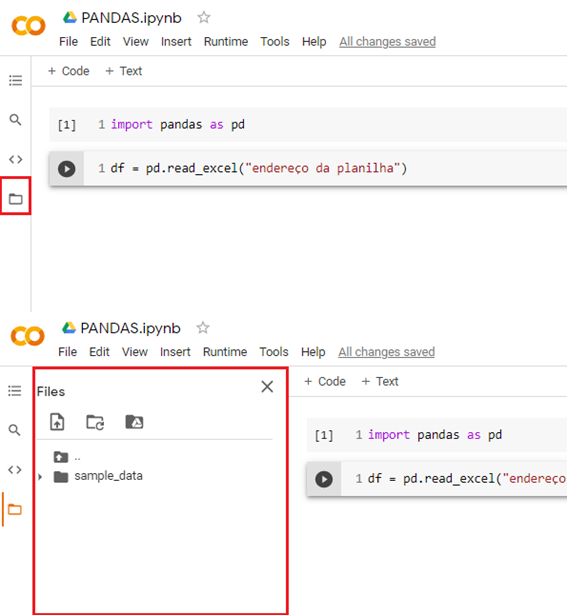 PANDAS.ipynb
File Edit View Insert Runtime Tools Help All changes saved
+ Code + Text
[1] 1 import pandas as pd
1 df = pd.read_excel("endereço da planilha")
PANDAS.ipynb
File Edit View Insert Runtime Tools Help All changes saved
Files
..
sample_data
+ Code + Text
[1] 1 import pandas as pd
1 df = pd.read_excel("endereço